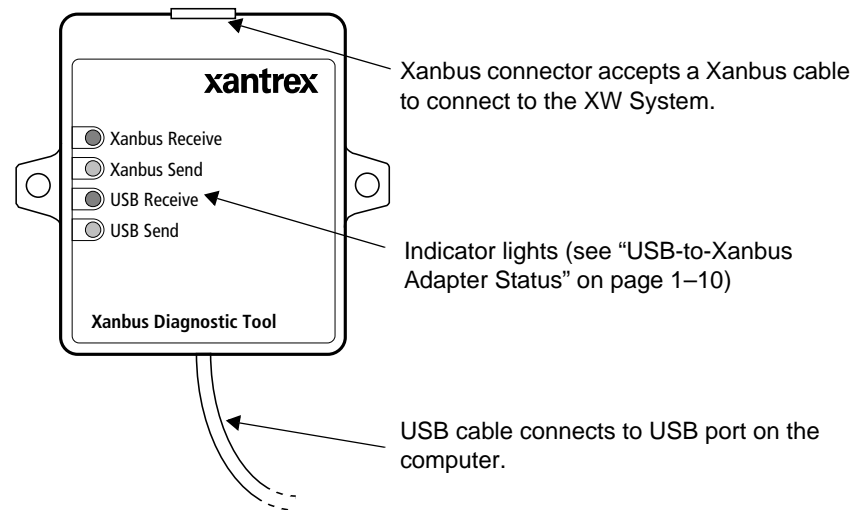 Xanbus connector accepts a Xanbus cable
to connect to the XW System.
xantrex
Xanbus Receive
Xanbus Send
USB Receive
USB Send
Indicator lights (see “USB-to-Xanbus
Adapter Status” on page 1–10)
Xanbus Diagnostic Tool
USB cable connects to USB port on the
computer.